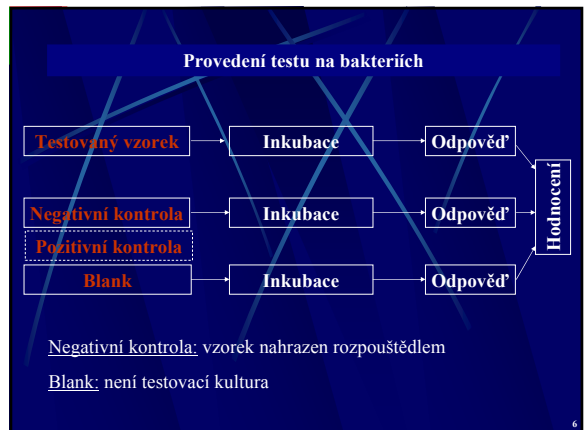 Provedení testu na bakteriích
Testovaný vzorek
Inkubace
Odpověď
Negativní kontrola
Inkubace
Odpověď
Hodnocení
Pozitivní kontrola
Blank
Inkubace
Odpověď
Negativní kontrola: vzorek nahrazen rozpouštědlem
Blank: není testovací kultura
6